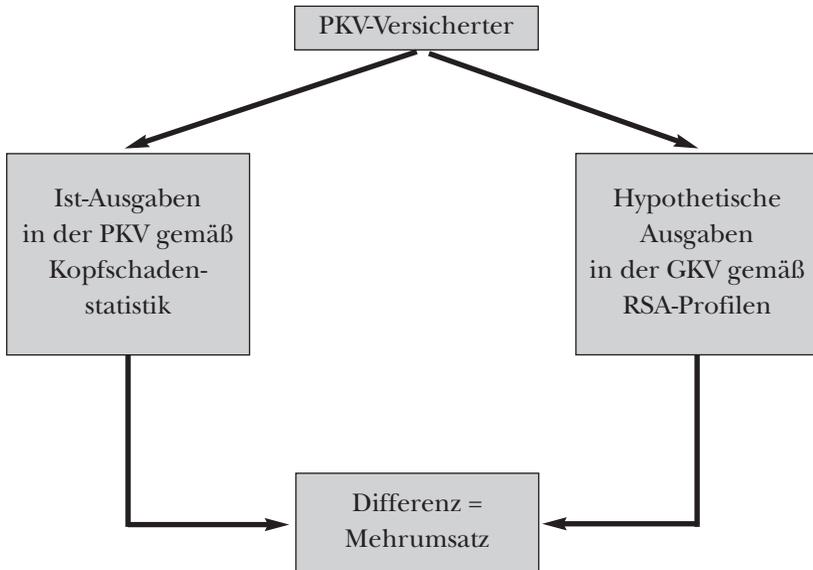 PKV-Versicherter
Ist-Ausgaben
in der PKV gemäß
Kopfschaden-
statistik
Hypothetische
Ausgaben
in der GKV gemäß
RSA-Profilen
Differenz =
Mehrumsatz